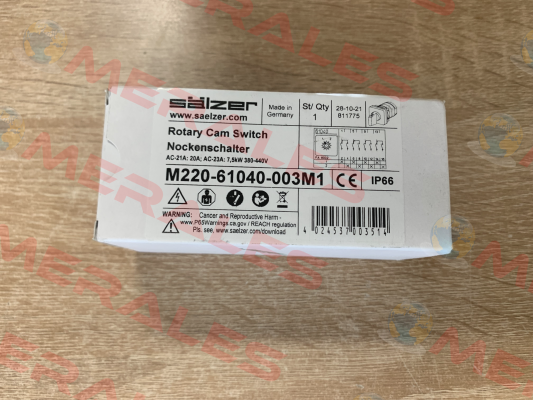 sälzer
www.saelzer.com
Made in
Germany
St/ Qty
1
28-10-21
811775
Rotary Cam Switch
Nockenschalter
AC-21A: 20A; AC-23A: 7,5kW 380-440V
M220-61040-003M1
CE
IP66
WARNING: Cancer and Reproductive Harm -
www.P65Warnings.ca.gov / REACH regulation
Pls. see, www.saelzer.com/download
4 024537 003514
MERALES
MERALES
MERALES
MERALES